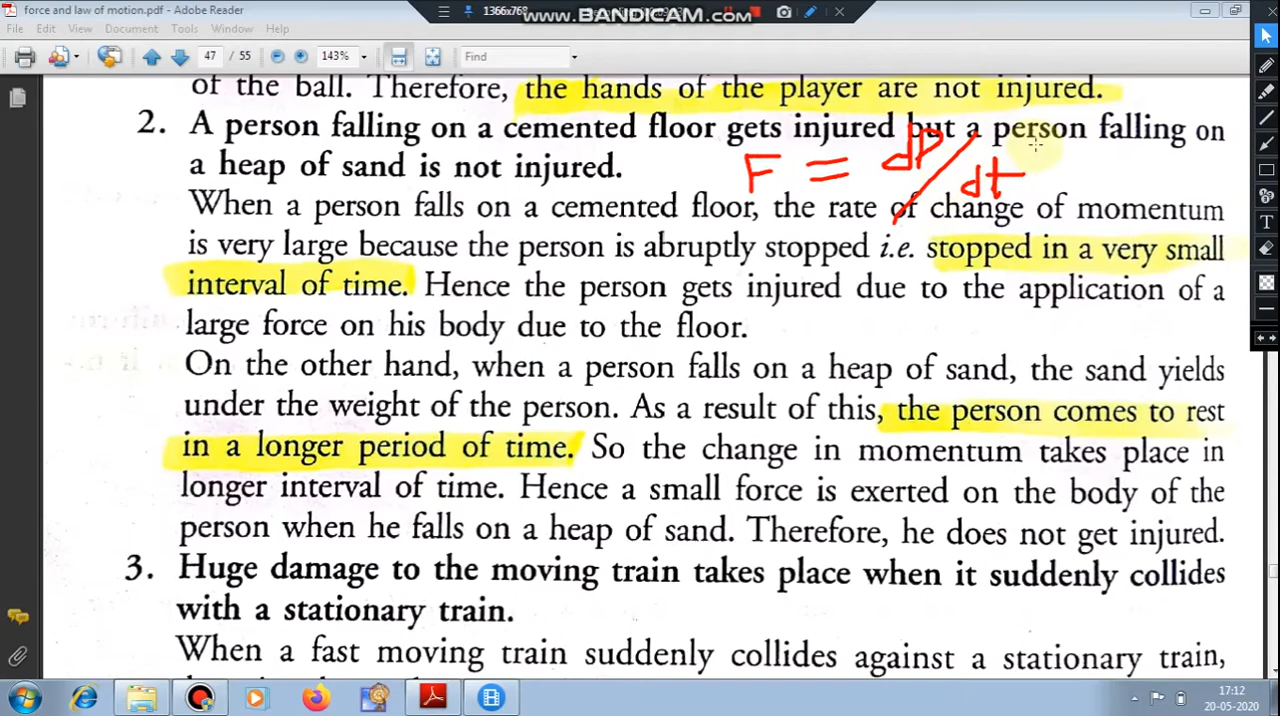 force and law of motion.pdf - Adobe Reader
1366x768
www.BANDICAM.com
File Edit View Document Tools Window Help
47 / 55 143% Find
of the ball. Therefore, the hands of the player are not injured.
2. A person falling on a cemented floor gets injured but a person falling on
a heap of sand is not injured.
F = dP/dt
When a person falls on a cemented floor, the rate of change of momentum
is very large because the person is abruptly stopped i.e. stopped in a very small
interval of time. Hence the person gets injured due to the application of a
large force on his body due to the floor.
On the other hand, when a person falls on a heap of sand, the sand yields
under the weight of the person. As a result of this, the person comes to rest
in a longer period of time. So the change in momentum takes place in
longer interval of time. Hence a small force is exerted on the body of the
person when he falls on a heap of sand. Therefore, he does not get injured.
3. Huge damage to the moving train takes place when it suddenly collides
with a stationary train.
When a fast moving train suddenly collides against a stationary train,
17:12
20-05-2020